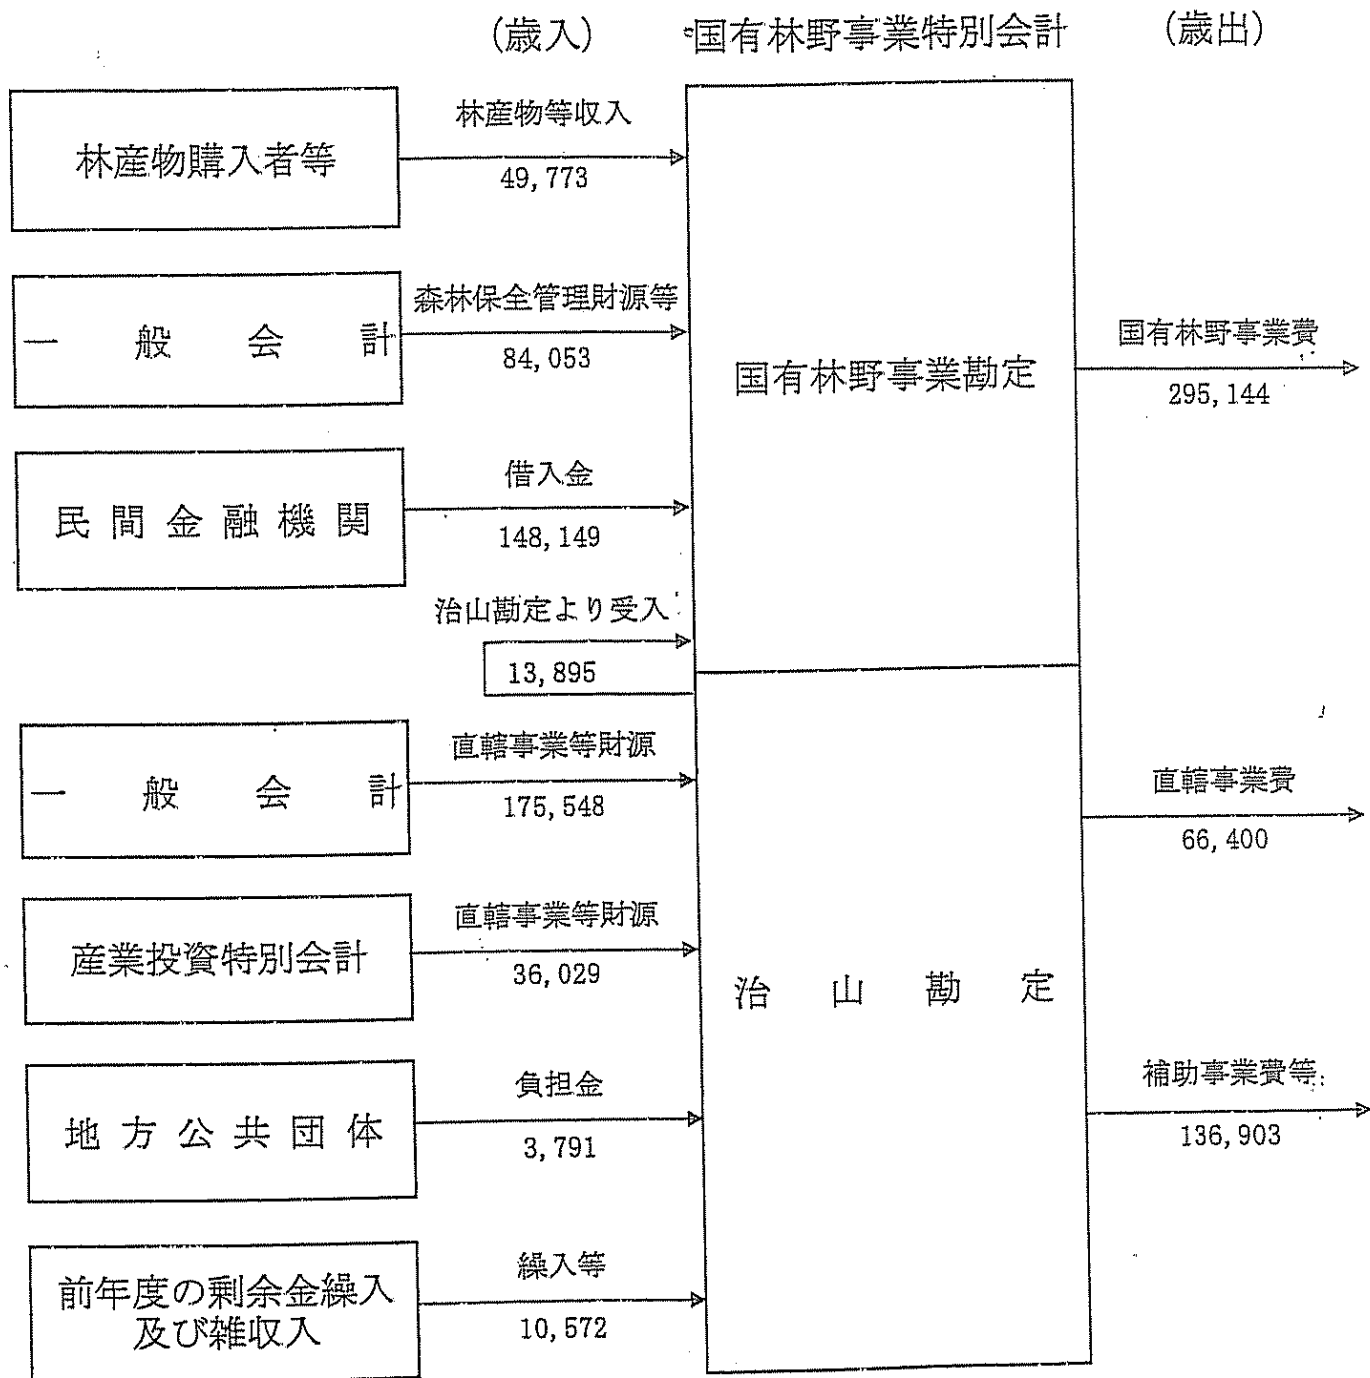 (歳入) 国有林野事業特別会計 (歳出)
林産物購入者等
林産物等収入
49,773
一般会計
森林保全管理財源等
84,053
民間金融機関
借入金
148,149
治山勘定より受入
13,895
国有林野事業勘定
国有林野事業費
295,144
一般会計
直轄事業等財源
175,548
産業投資特別会計
直轄事業等財源
36,029
地方公共団体
負担金
3,791
前年度の剰余金繰入
及び雑収入
繰入等
10,572
治山勘定
直轄事業費
66,400
補助事業費等
136,903